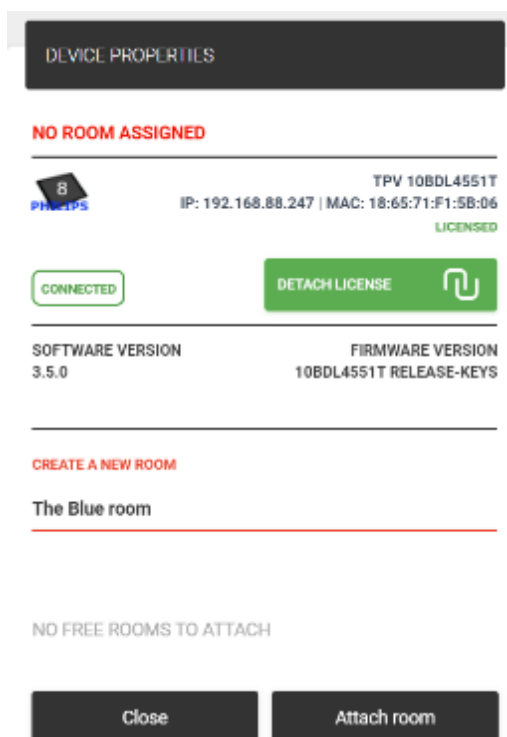 DEVICE PROPERTIES
NO ROOM ASSIGNED
8
PHILIPS
TPV 10BDL4551T
IP: 192.168.88.247 | MAC: 18:65:71:F1:5B:06
LICENSED
CONNECTED
DETACH LICENSE
SOFTWARE VERSION
3.5.0
FIRMWARE VERSION
10BDL4551T RELEASE-KEYS
CREATE A NEW ROOM
The Blue room
NO FREE ROOMS TO ATTACH
Close
Attach room